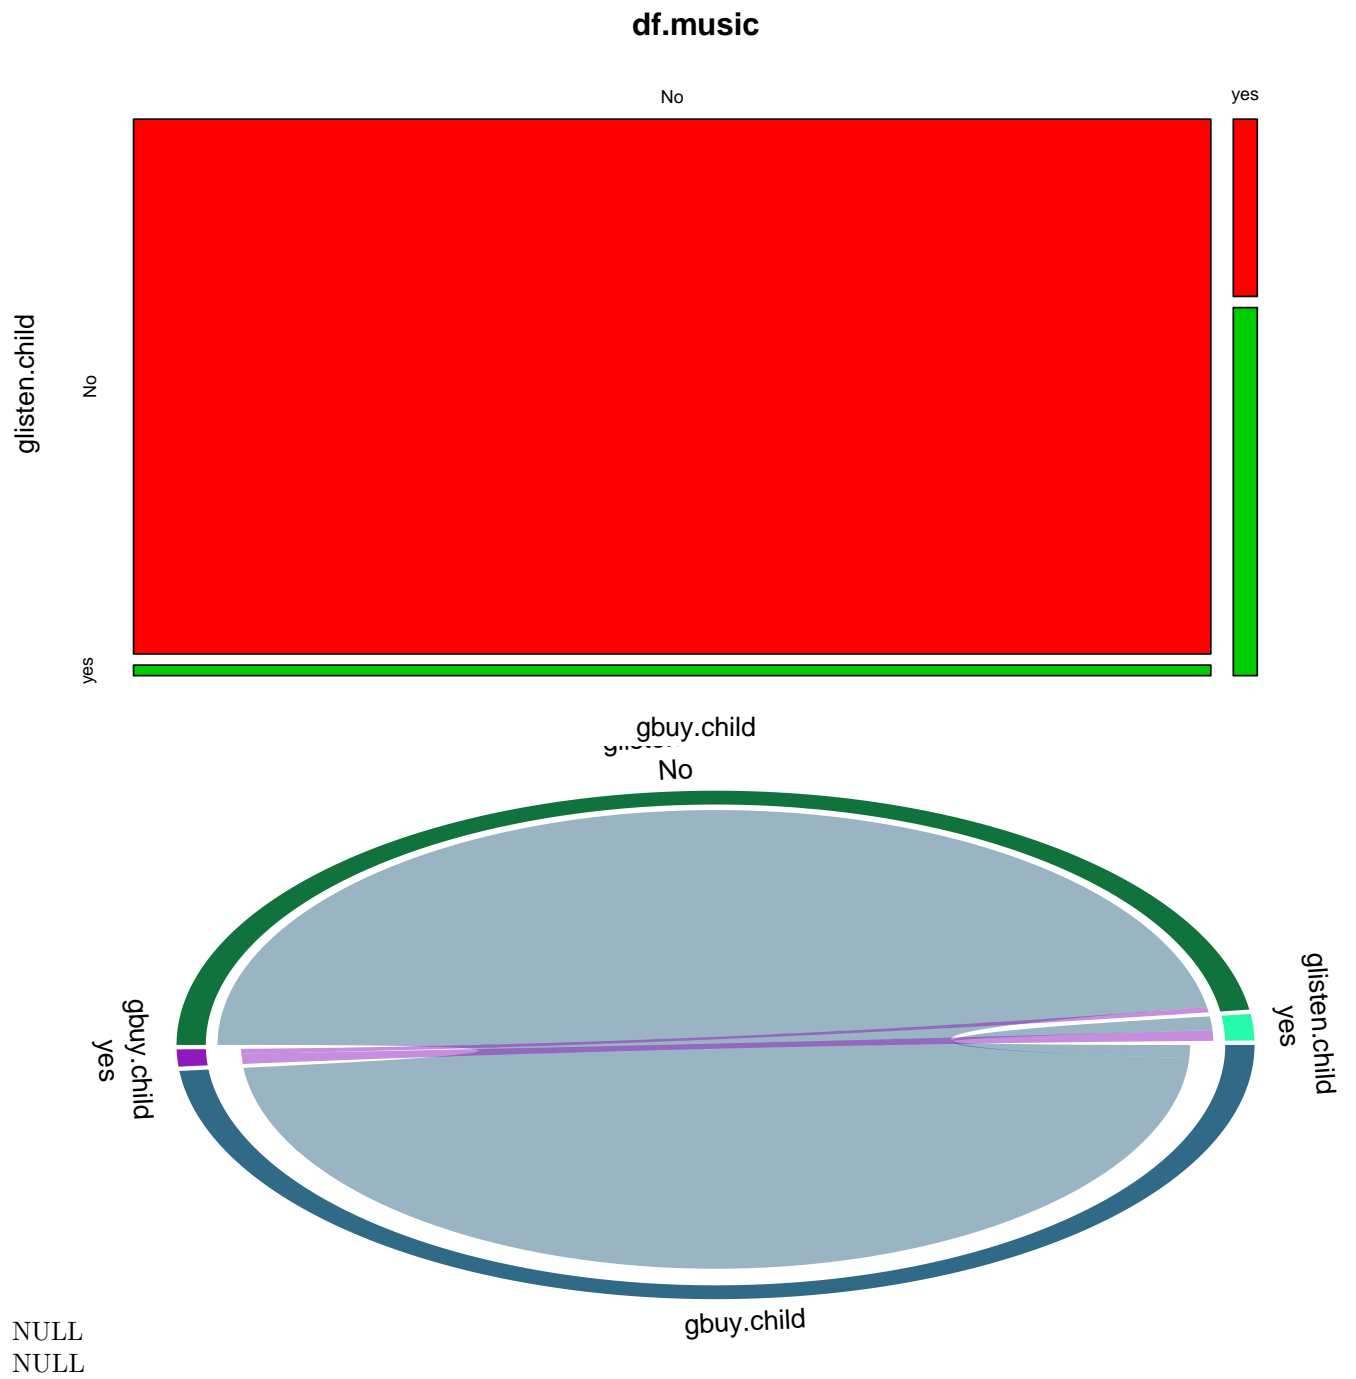 df.music
No
yes
glisten.child
No
yes
gbuy.child
No
glisten.child
yes
gbuy.child
yes
gbuy.child
NULL
NULL